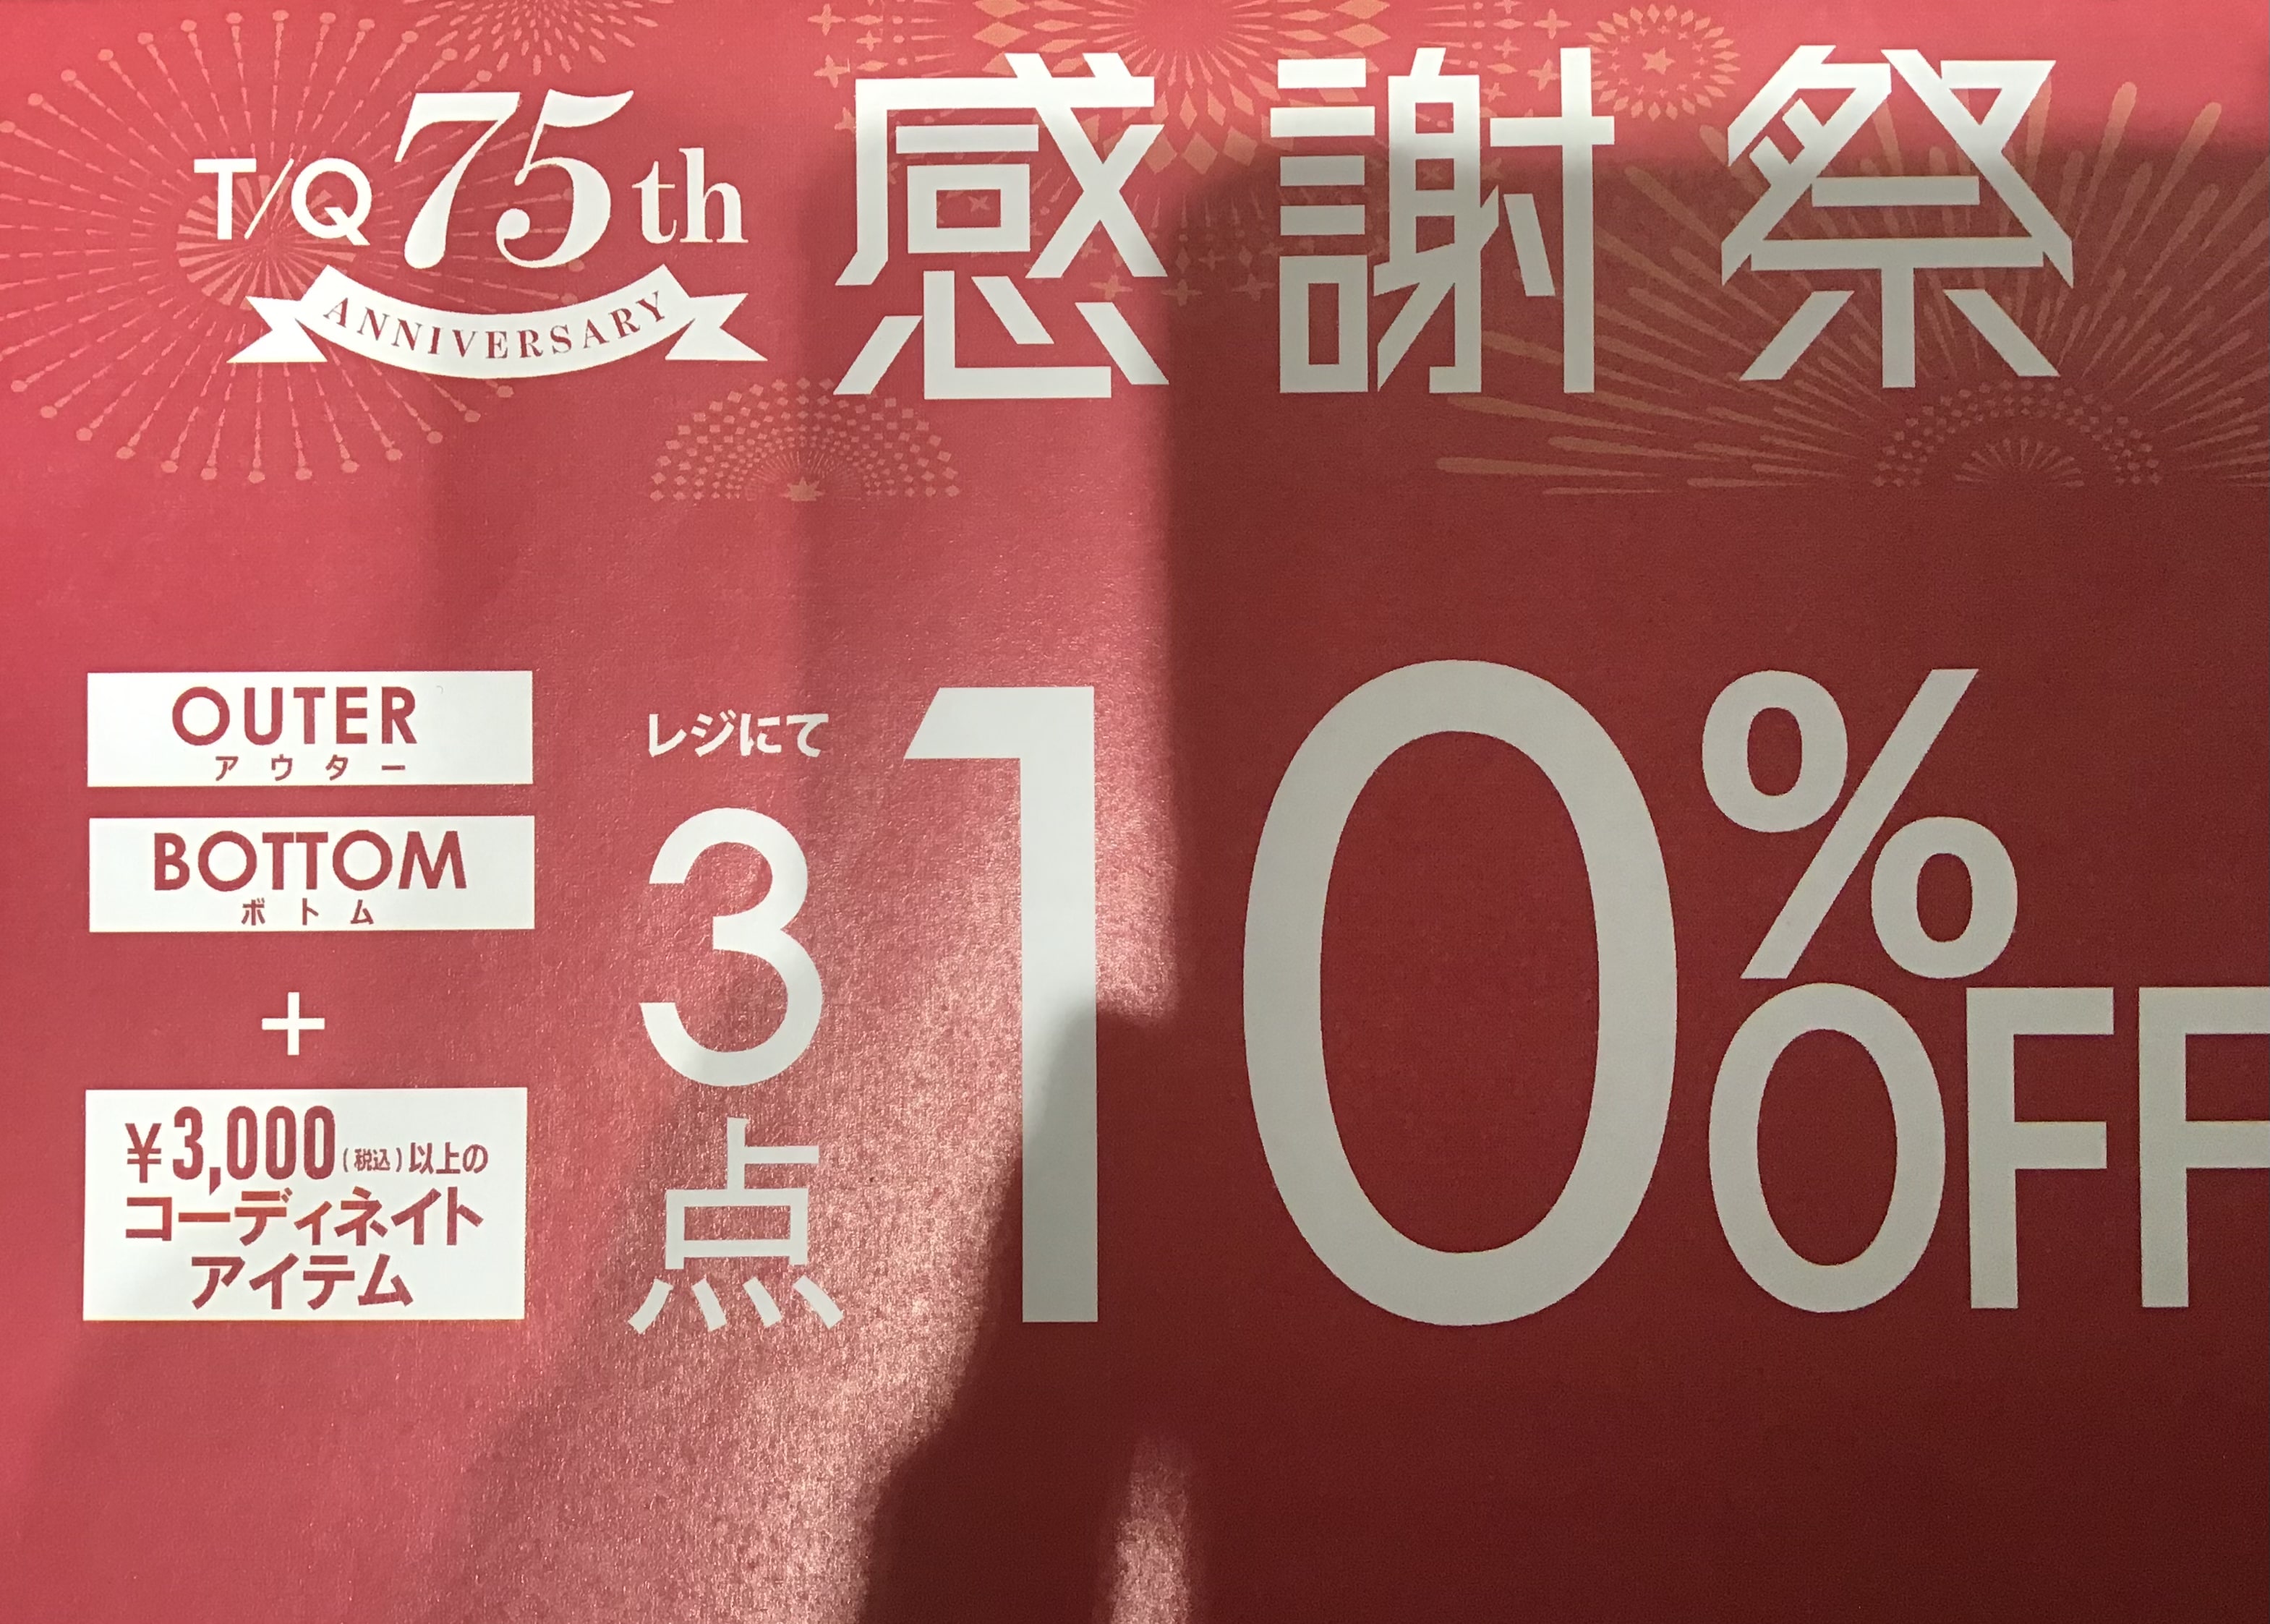 T/Q 75th
ANNIVERSARY
感謝祭
OUTER
アウター
BOTTOM
ボトム
+
¥3,000(税込)以上の
コーディネイト
アイテム
レジにて
3点
10%
OFF